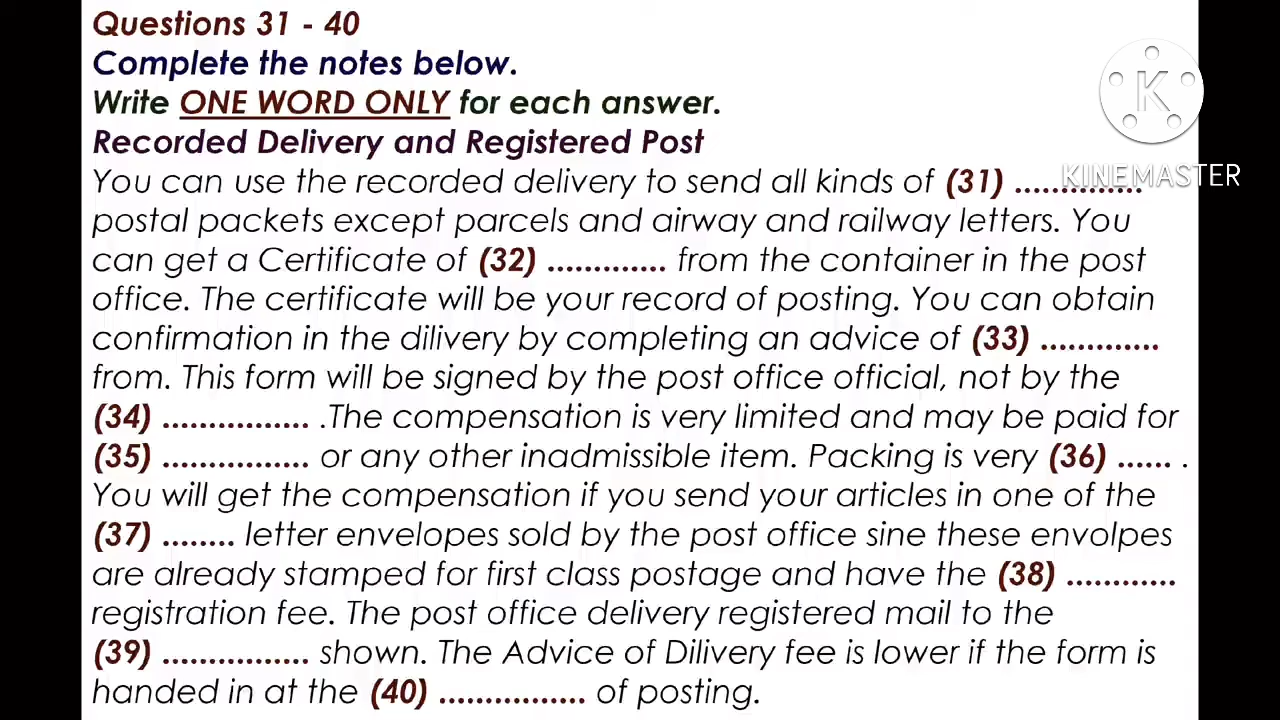 Questions 31 - 40
Complete the notes below.
Write ONE WORD ONLY for each answer.
Recorded Delivery and Registered Post
You can use the recorded delivery to send all kinds of (31) ..............
postal packets except parcels and airway and railway letters. You
can get a Certificate of (32) ............. from the container in the post
office. The certificate will be your record of posting. You can obtain
confirmation in the dilivery by completing an advice of (33) .............
from. This form will be signed by the post office official, not by the
(34) ................ .The compensation is very limited and may be paid for
(35) ................ or any other inadmissible item. Packing is very (36) ...... .
You will get the compensation if you send your articles in one of the
(37) ........ letter envelopes sold by the post office sine these envolpes
are already stamped for first class postage and have the (38) ............
registration fee. The post office delivery registered mail to the
(39) ................ shown. The Advice of Dilivery fee is lower if the form is
handed in at the (40) ................ of posting.
K
KINEMASTER